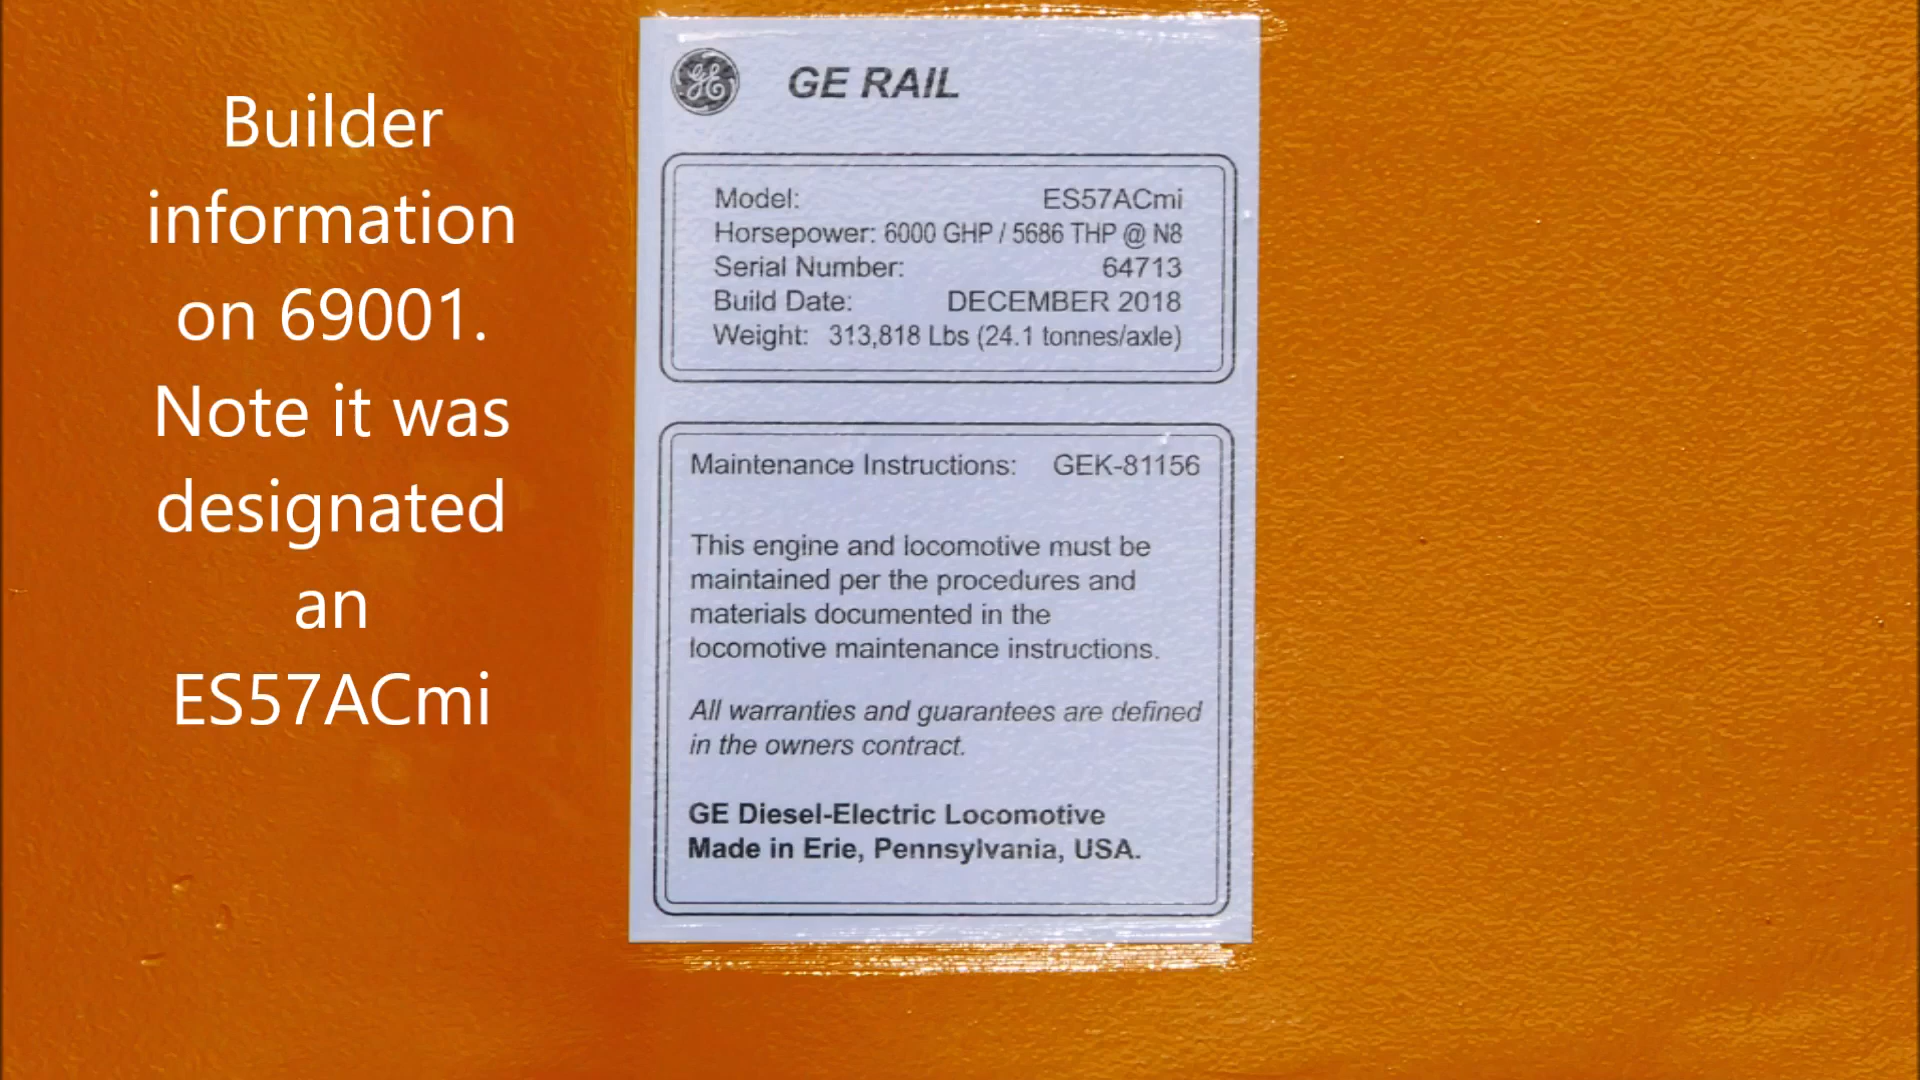 Builder
information
on 69001.
Note it was
designated
an
ES57ACmi
GE GE RAIL
Model: ES57ACmi
Horsepower: 6000 GHP / 5686 THP @ N8
Serial Number: 64713
Build Date: DECEMBER 2018
Weight: 313,818 Lbs (24.1 tonnes/axle)
Maintenance Instructions: GEK-81156
This engine and locomotive must be
maintained per the procedures and
materials documented in the
locomotive maintenance instructions.
All warranties and guarantees are defined
in the owners contract.
GE Diesel-Electric Locomotive
Made in Erie, Pennsylvania, USA.